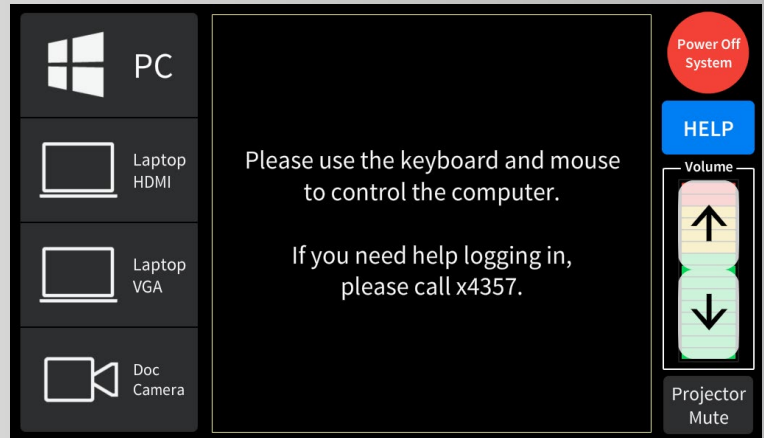 PC
Laptop
HDMI
Laptop
VGA
Doc
Camera
Please use the keyboard and mouse
to control the computer.
If you need help logging in,
please call x4357.
Power Off
System
HELP
Volume
Projector
Mute